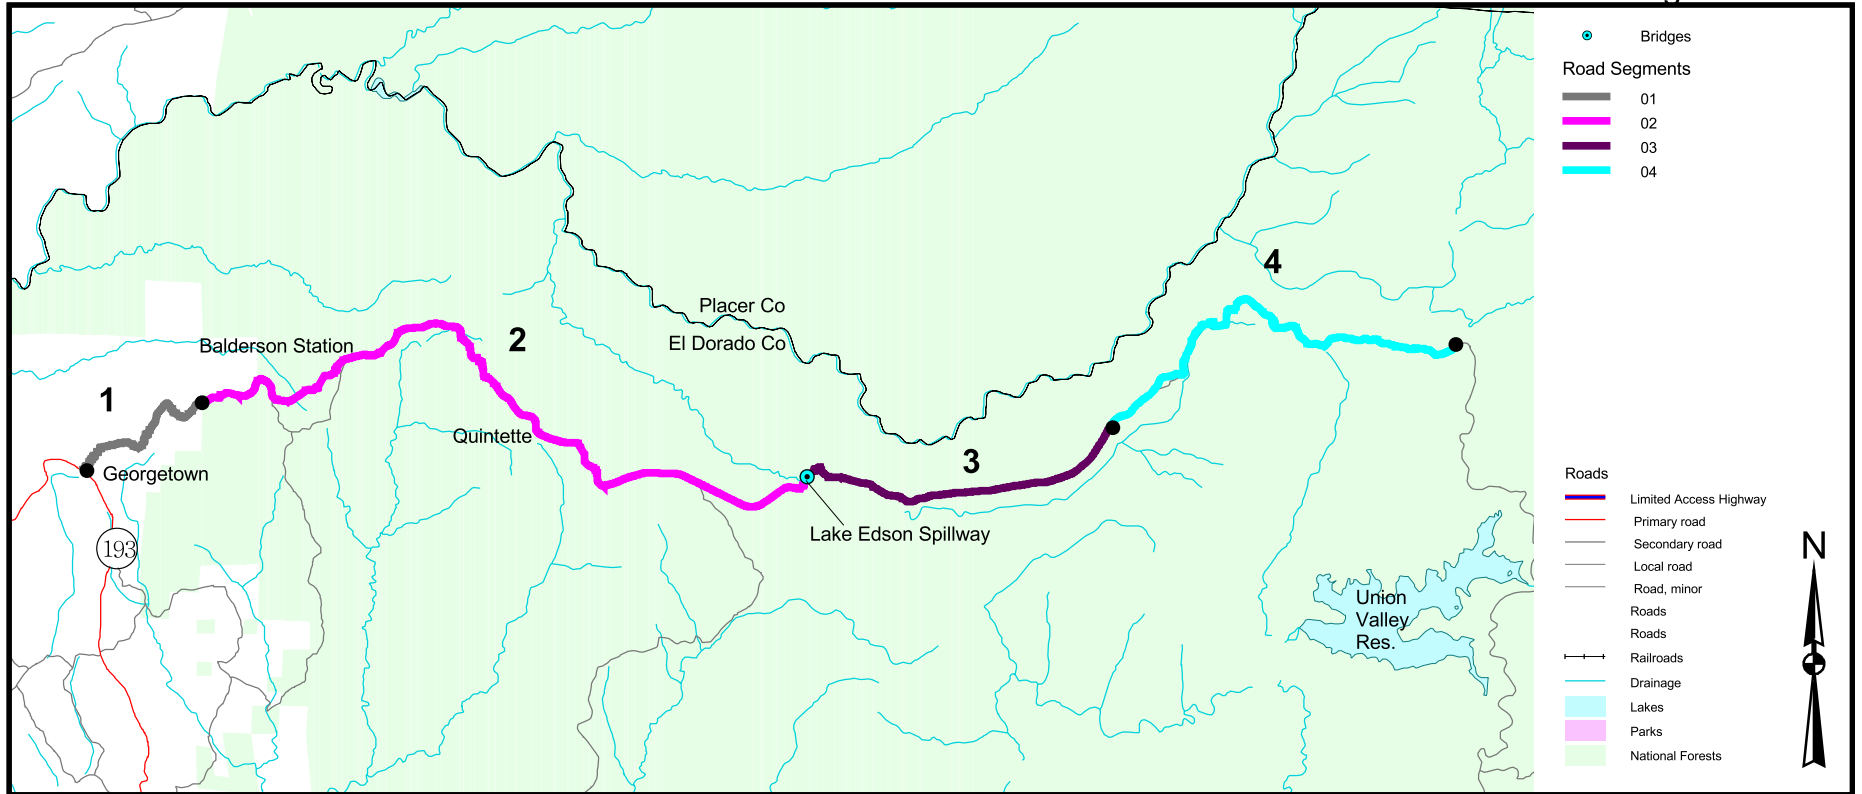 Bridges
Road Segments
01
02
03
04
4
Placer Co
El Dorado Co
2
Balderson Station
1
Quintette
3
Georgetown
Lake Edson Spillway
193
Union
Valley
Res.
Roads
Limited Access Highway
Primary road
Secondary road
Local road
Road, minor
Roads
Roads
Railroads
Drainage
Lakes
Parks
National Forests
N